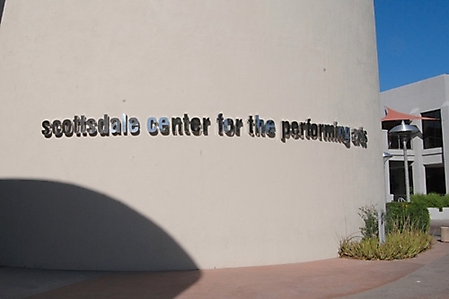 scottsdale center for the performing arts